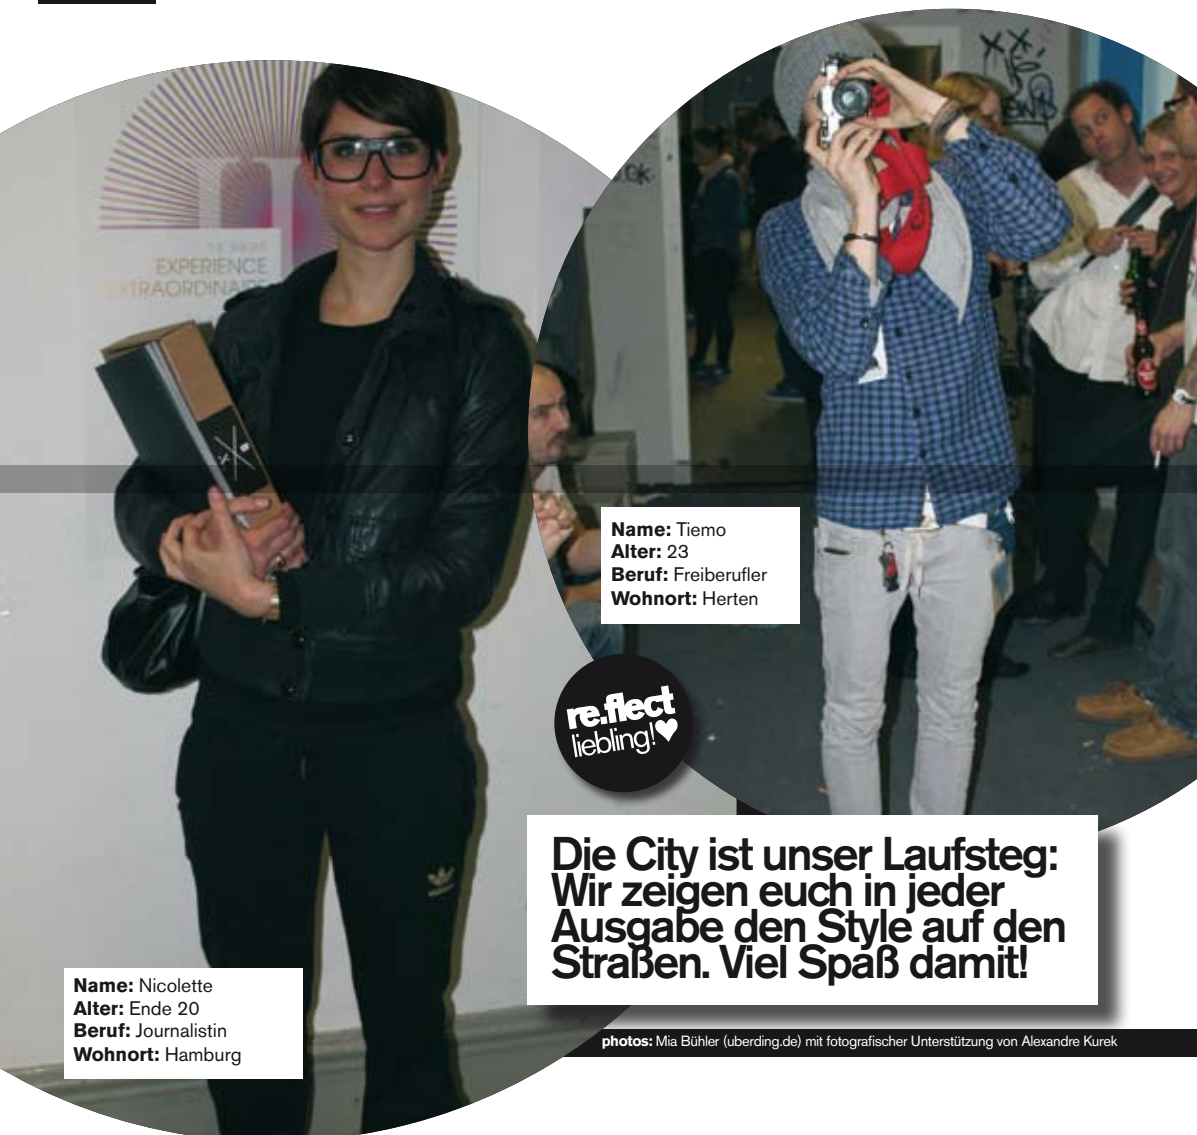 EXPERIENCE
EXTRAORDINAIRE
Name: Tiemo
Alter: 23
Beruf: Freiberufler
Wohnort: Herten
re.flect
liebling!♥
Die City ist unser Laufsteg:
Wir zeigen euch in jeder
Ausgabe den Style auf den
Straßen. Viel Spaß damit!
Name: Nicolette
Alter: Ende 20
Beruf: Journalistin
Wohnort: Hamburg
photos: Mia Bühler (uberding.de) mit fotografischer Unterstützung von Alexandre Kurek